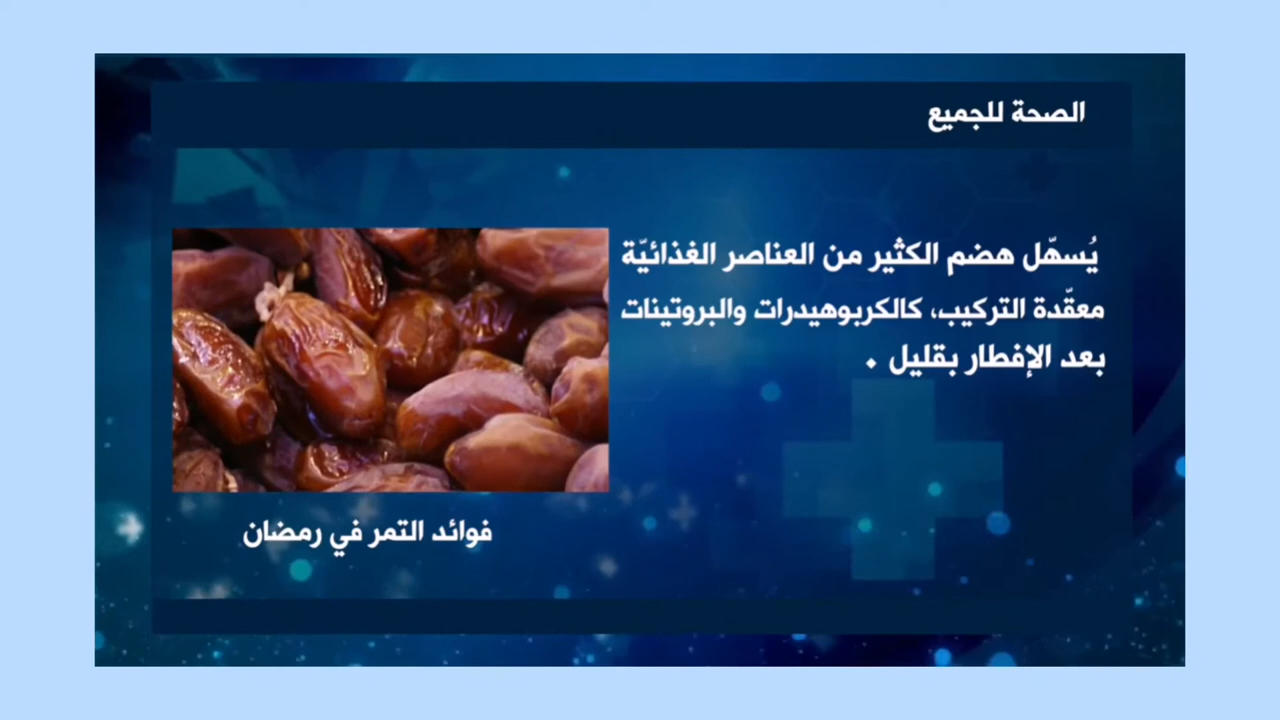 الصحة للجميع
يُسهّل هضم الكثير من العناصر الغذائيّة
معقّدة التركيب، كالكربوهيدرات والبروتينات
بعد الإفطار بقليل .
فوائد التمر في رمضان